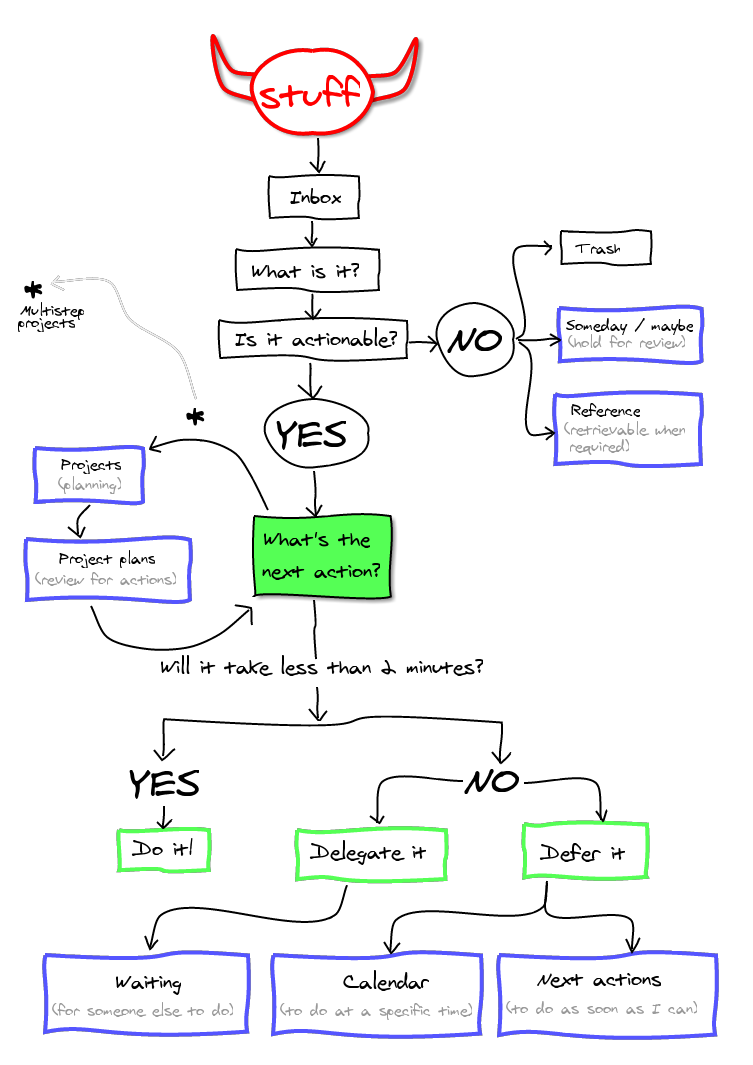 stuff
Inbox
What is it?
Is it actionable?
NO
Trash
Someday / maybe
(hold for review)
Reference
(retrievable when
required)
*
Multistep
projects
*
YES
Projects
(planning)
Project plans
(review for actions)
What's the
next action?
Will it take less than 2 minutes?
YES
NO
Do it!
Delegate it
Defer it
Waiting
(for someone else to do)
Calendar
(to do at a specific time)
Next actions
(to do as soon as I can)